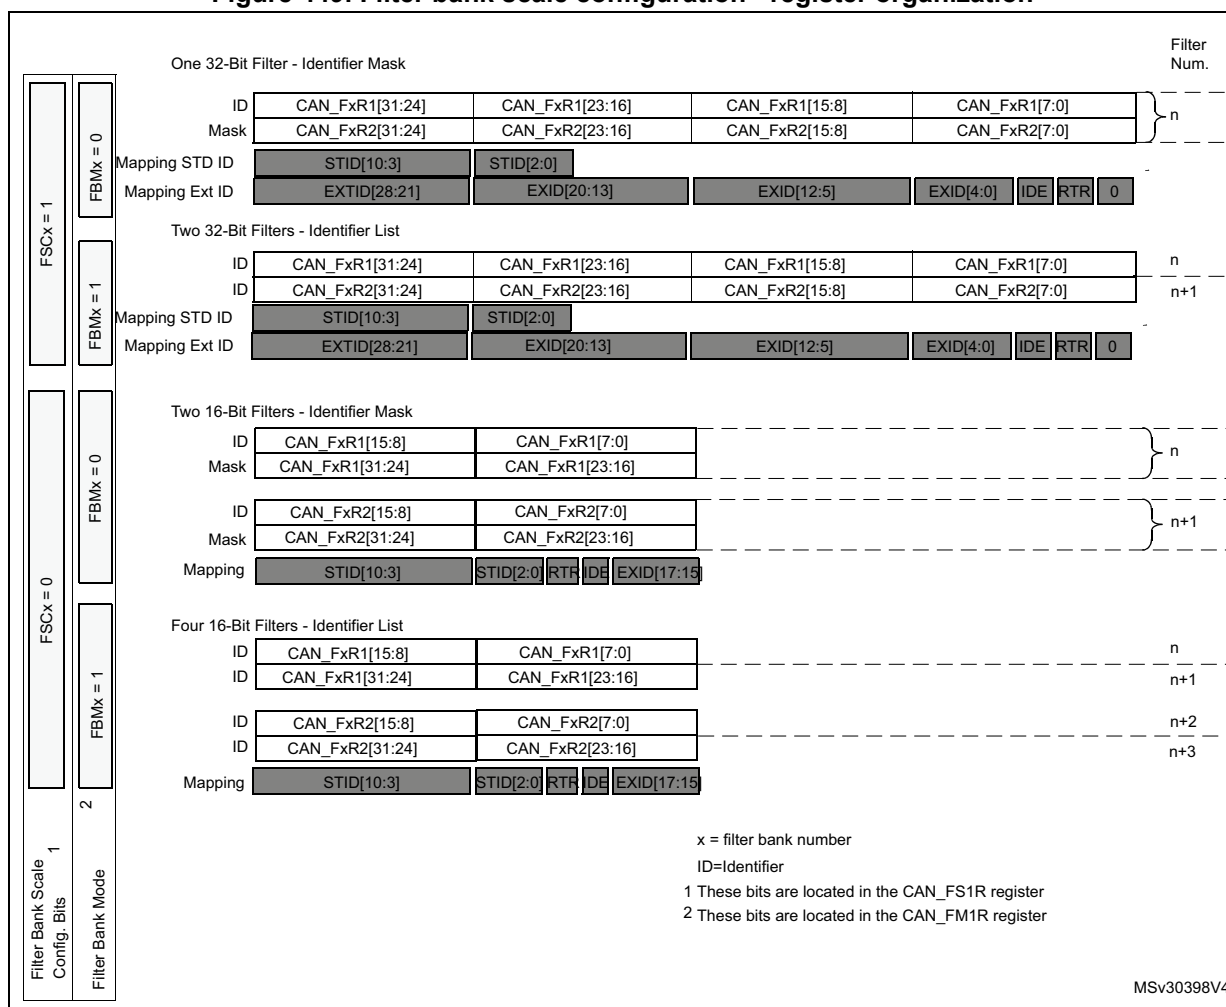 Figure 140. Filter bank scale configuration - register organization
Filter
Num.
One 32-Bit Filter - Identifier Mask
ID CAN_FxR1[31:24] CAN_FxR1[23:16] CAN_FxR1[15:8] CAN_FxR1[7:0] n
Mask CAN_FxR2[31:24] CAN_FxR2[23:16] CAN_FxR2[15:8] CAN_FxR2[7:0]
Mapping STD ID STID[10:3] STID[2:0]
Mapping Ext ID EXTID[28:21] EXID[20:13] EXID[12:5] EXID[4:0] IDE RTR 0
FSCx = 1
FBMx = 0
Two 32-Bit Filters - Identifier List
ID CAN_FxR1[31:24] CAN_FxR1[23:16] CAN_FxR1[15:8] CAN_FxR1[7:0] n
ID CAN_FxR2[31:24] CAN_FxR2[23:16] CAN_FxR2[15:8] CAN_FxR2[7:0] n+1
Mapping STD ID STID[10:3] STID[2:0]
Mapping Ext ID EXTID[28:21] EXID[20:13] EXID[12:5] EXID[4:0] IDE RTR 0
FBMx = 1
Two 16-Bit Filters - Identifier Mask
ID CAN_FxR1[15:8] CAN_FxR1[7:0] n
Mask CAN_FxR1[31:24] CAN_FxR1[23:16]
ID CAN_FxR2[15:8] CAN_FxR2[7:0] n+1
Mask CAN_FxR2[31:24] CAN_FxR2[23:16]
Mapping STID[10:3] STID[2:0] RTR IDE EXID[17:15]
FSCx = 0
FBMx = 0
Four 16-Bit Filters - Identifier List
ID CAN_FxR1[15:8] CAN_FxR1[7:0] n
ID CAN_FxR1[31:24] CAN_FxR1[23:16] n+1
ID CAN_FxR2[15:8] CAN_FxR2[7:0] n+2
ID CAN_FxR2[31:24] CAN_FxR2[23:16] n+3
Mapping STID[10:3] STID[2:0] RTR IDE EXID[17:15]
FBMx = 1
Filter Bank Scale
Config. Bits 1
Filter Bank Mode 2
x = filter bank number
ID=Identifier
1 These bits are located in the CAN_FS1R register
2 These bits are located in the CAN_FM1R register
MSv30398V4